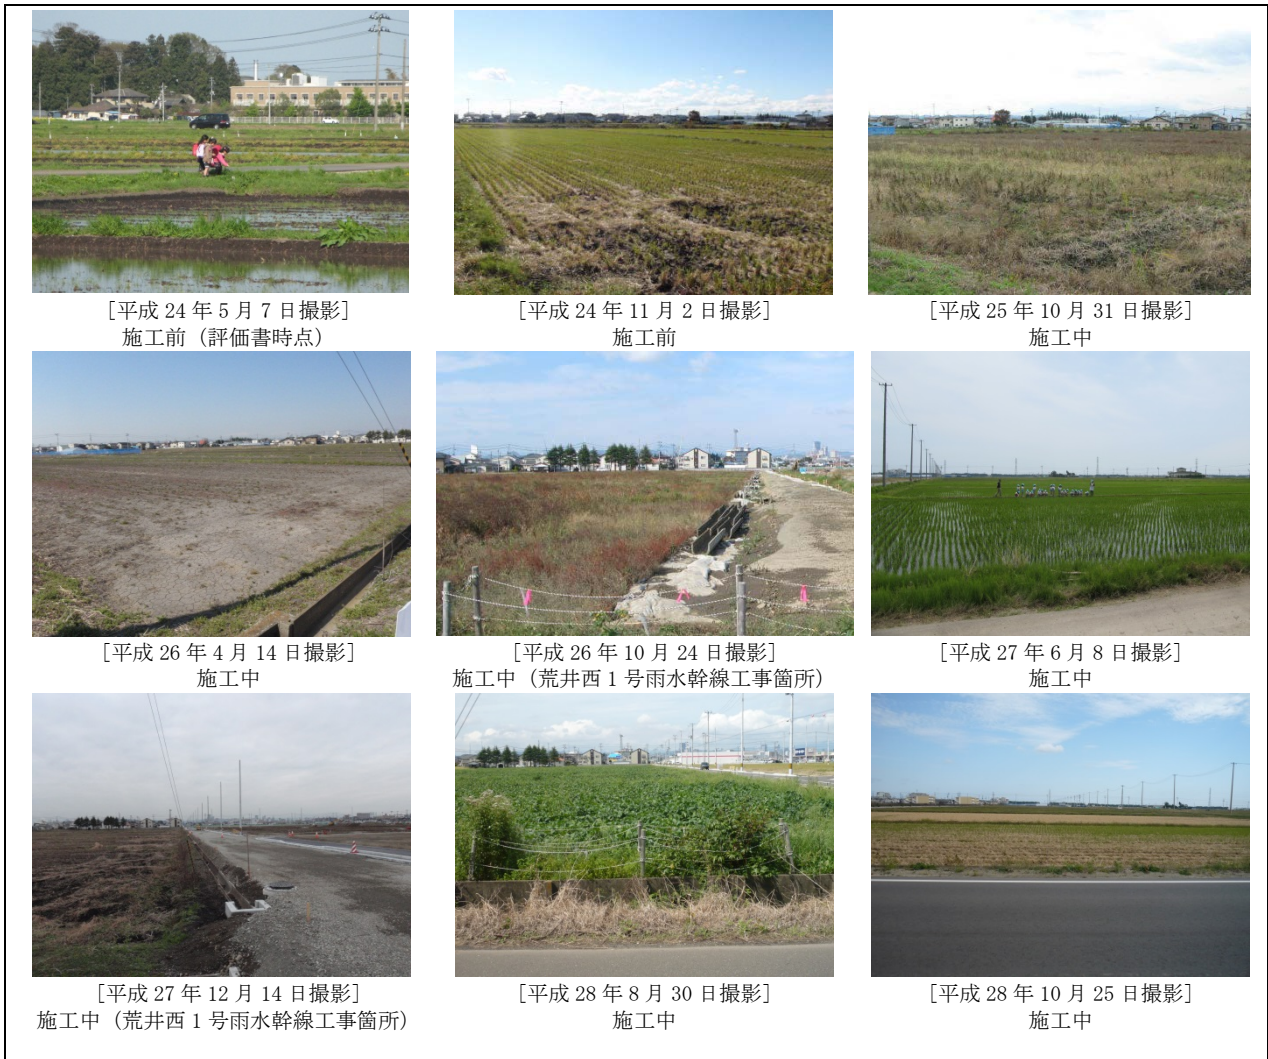 [平成 24 年 5 月 7 日撮影]
施工前（評価書時点）
[平成 24 年 11 月 2 日撮影]
施工前
[平成 25 年 10 月 31 日撮影]
施工中
[平成 26 年 4 月 14 日撮影]
施工中
[平成 26 年 10 月 24 日撮影]
施工中（荒井西 1 号雨水幹線工事箇所）
[平成 27 年 6 月 8 日撮影]
施工中
[平成 27 年 12 月 14 日撮影]
施工中（荒井西 1 号雨水幹線工事箇所）
[平成 28 年 8 月 30 日撮影]
施工中
[平成 28 年 10 月 25 日撮影]
施工中